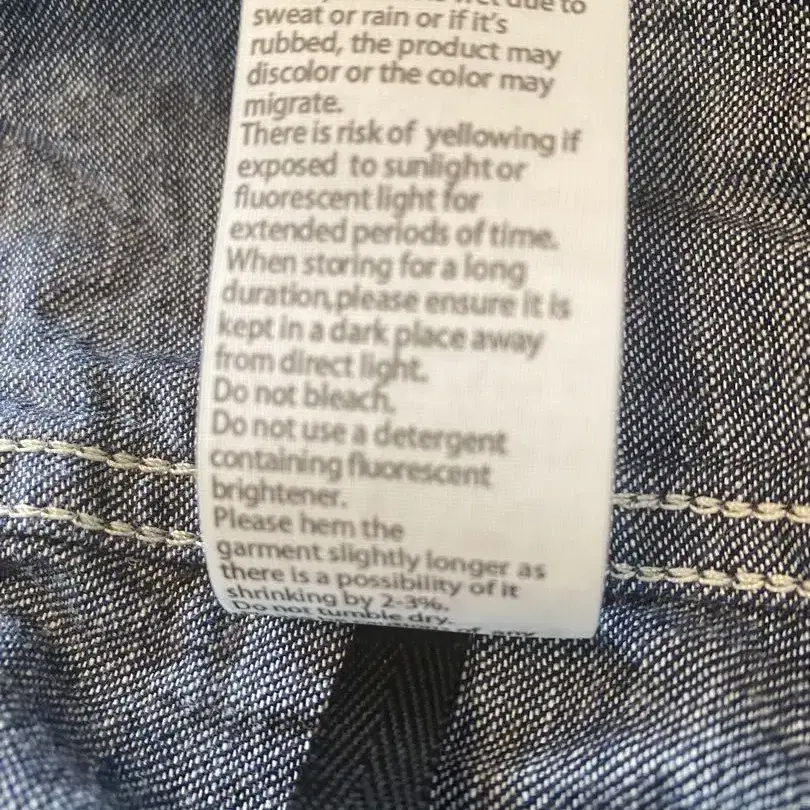 due to
sweat or rain or if it's
rubbed, the product may
discolor or the color may
migrate.
There is risk of yellowing if
exposed to sunlight or
fluorescent light for
extended periods of time.
When storing for a long
duration,please ensure it is
kept in a dark place away
from direct light.
Do not bleach.
Do not use a detergent
containing fluorescent
brightener.
Please hem the
garment slightly longer as
there is a possibility of it
shrinking by 2-3%.
Do not tumble dry.
of any